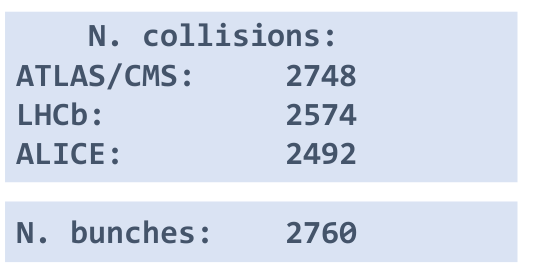 N. collisions:
ATLAS/CMS: 2748
LHCb: 2574
ALICE: 2492
N. bunches: 2760